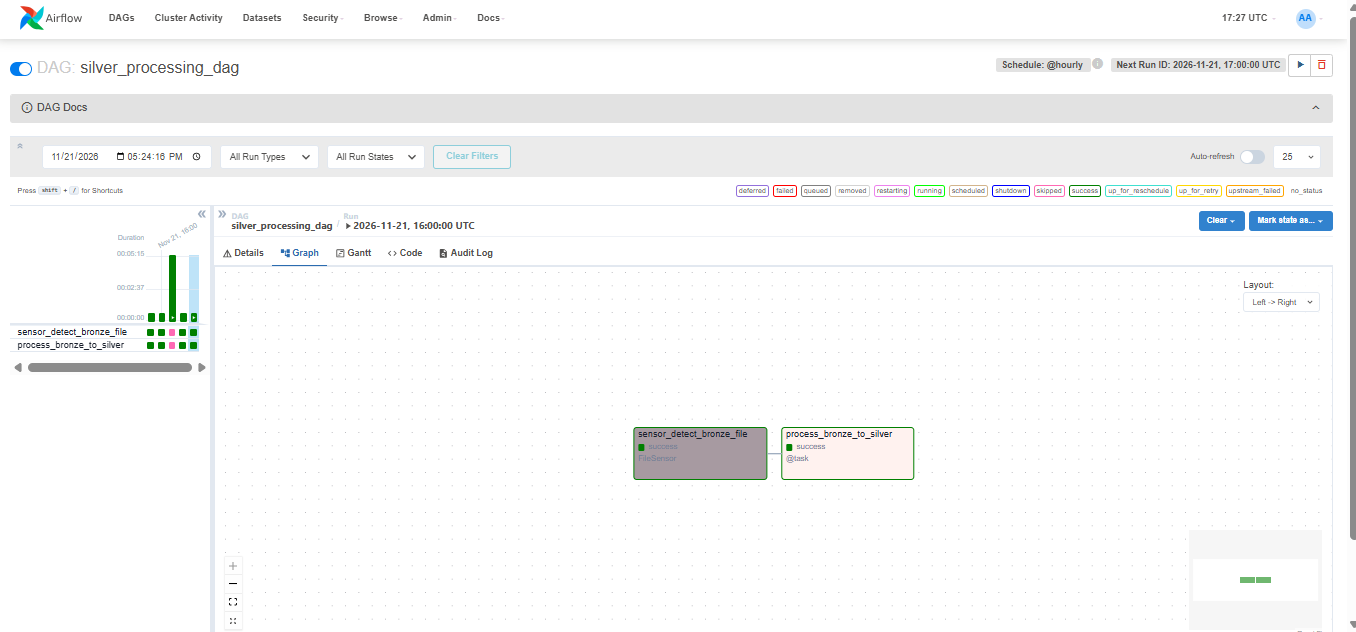 Airflow DAGs Cluster Activity Datasets Security Browse Admin Docs 17:27 UTC AA
DAG: silver_processing_dag Schedule: @hourly Next Run ID: 2026-11-21, 17:00:00 UTC
DAG Docs
11/21/2026 05:24:16 PM All Run Types All Run States Clear Filters Auto-refresh 25
Press shift + / for Shortcuts deferred failed queued removed restarting running scheduled shutdown skipped success up_for_reschedule up_for_retry upstream_failed no_status
DAG Run
silver_processing_dag / 2026-11-21, 16:00:00 UTC Clear Mark state as...
Details Graph Gantt <> Code Audit Log
Nov 21, 16:00
Duration
00:05:15
00:02:37
00:00:00
sensor_detect_bronze_file
process_bronze_to_silver
Layout:
Left -> Right
sensor_detect_bronze_file
success
FileSensor
process_bronze_to_silver
success
@task